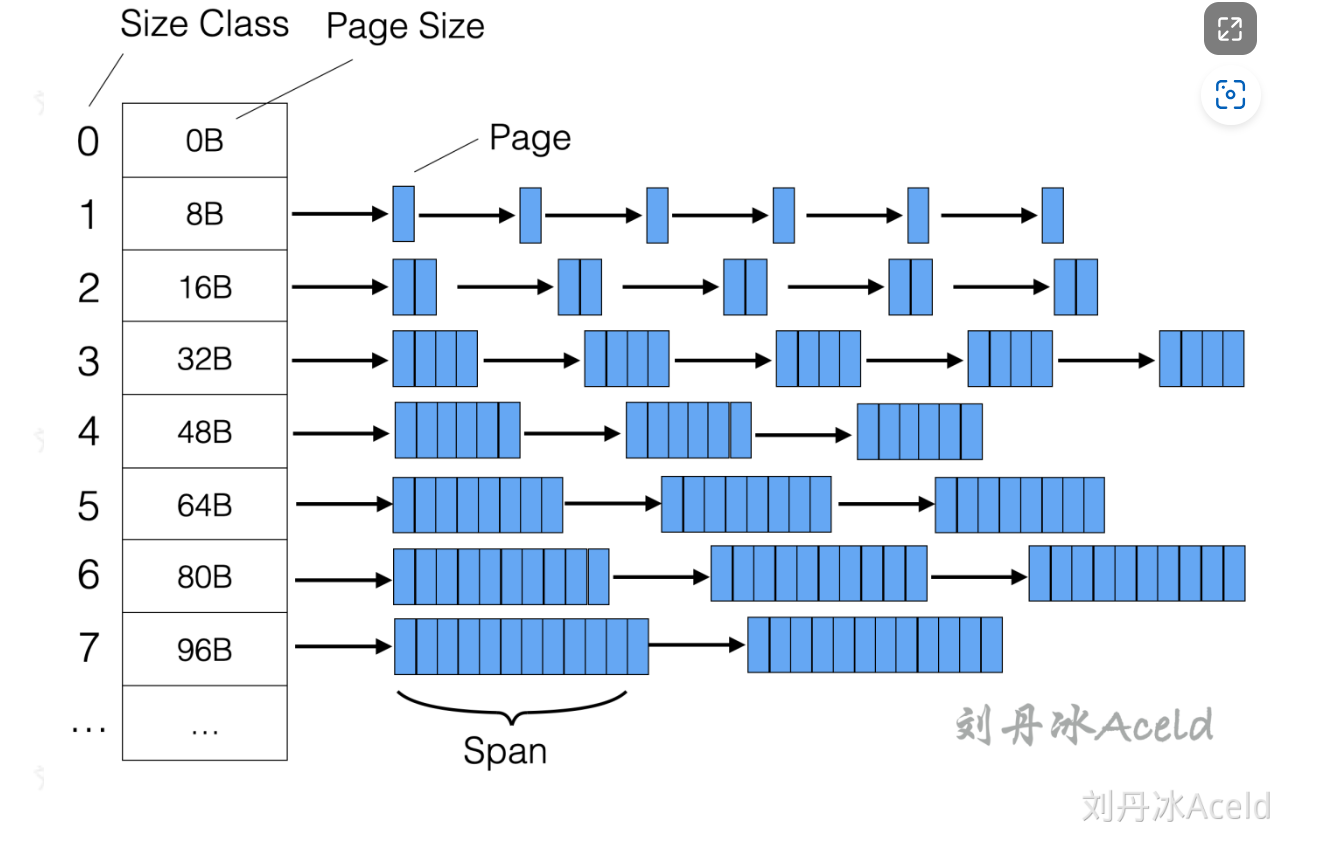 Size Class Page Size
0 0B
Page
1 8B
2 16B
3 32B
4 48B
5 64B
6 80B
7 96B
... ...
Span
刘丹冰Aceld
刘丹冰Aceld